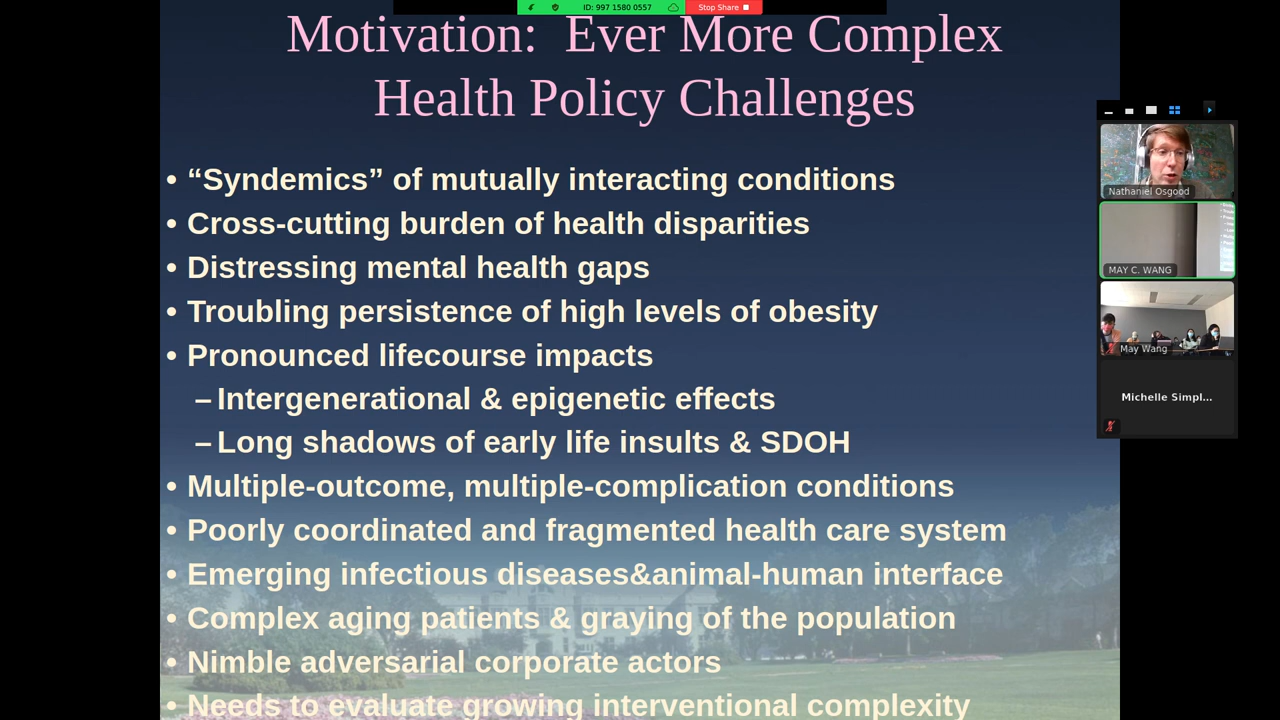 ID: 997 1580 0557
Stop Share
Motivation:  Ever More Complex
Health Policy Challenges
• “Syndemics” of mutually interacting conditions
• Cross-cutting burden of health disparities
• Distressing mental health gaps
• Troubling persistence of high levels of obesity
• Pronounced lifecourse impacts
– Intergenerational & epigenetic effects
– Long shadows of early life insults & SDOH
• Multiple-outcome, multiple-complication conditions
• Poorly coordinated and fragmented health care system
• Emerging infectious diseases&animal-human interface
• Complex aging patients & graying of the population
• Nimble adversarial corporate actors
• Needs to evaluate growing interventional complexity
Nathaniel Osgood
MAY C. WANG
May Wang
Michelle Simpl...